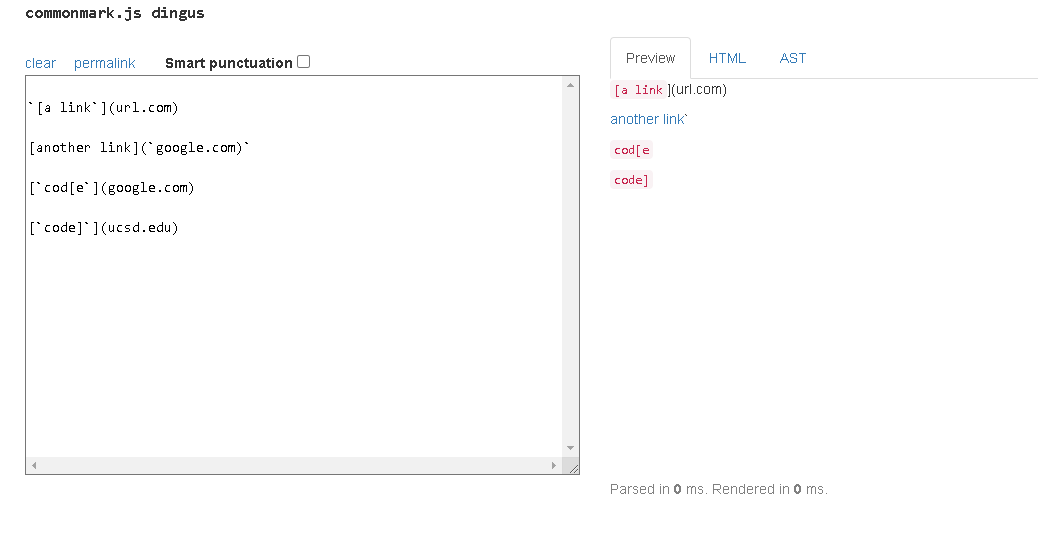 commonmark.js dingus
clear permalink Smart punctuation
`[a link`](url.com)
[another link](`google.com)`
[`cod[e`](google.com)
[`code]`](ucsd.edu)
Preview HTML AST
[a link](url.com)
another link`
cod[e
code]
Parsed in 0 ms. Rendered in 0 ms.